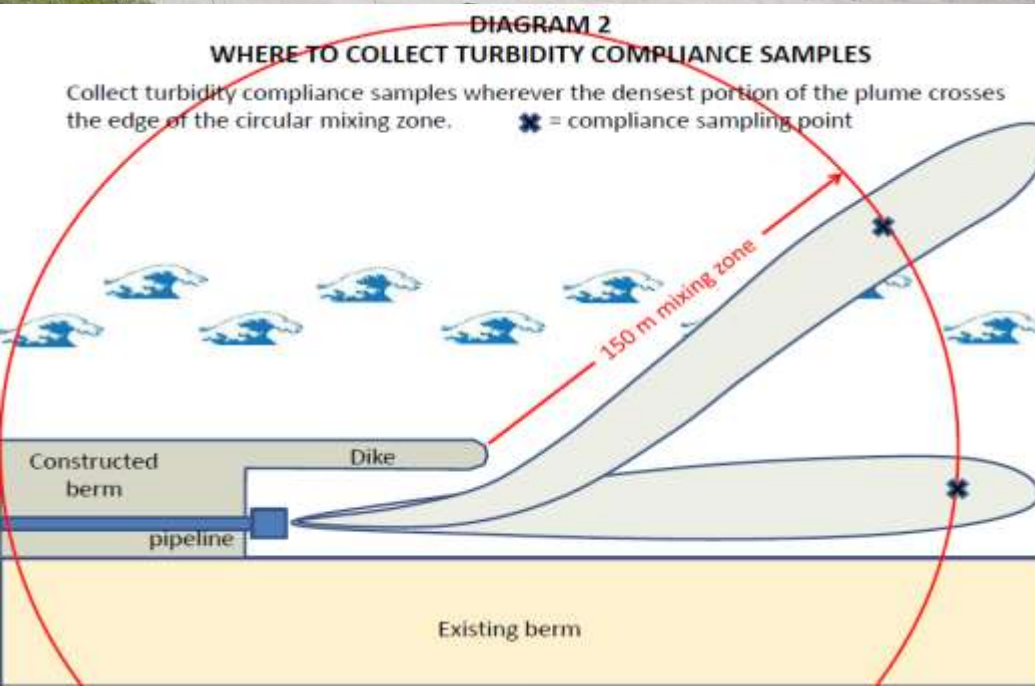 DIAGRAM 2
WHERE TO COLLECT TURBIDITY COMPLIANCE SAMPLES
Collect turbidity compliance samples wherever the densest portion of the plume crosses
the edge of the circular mixing zone. ✖ = compliance sampling point
150 m mixing zone
Constructed
berm
Dike
pipeline
Existing berm